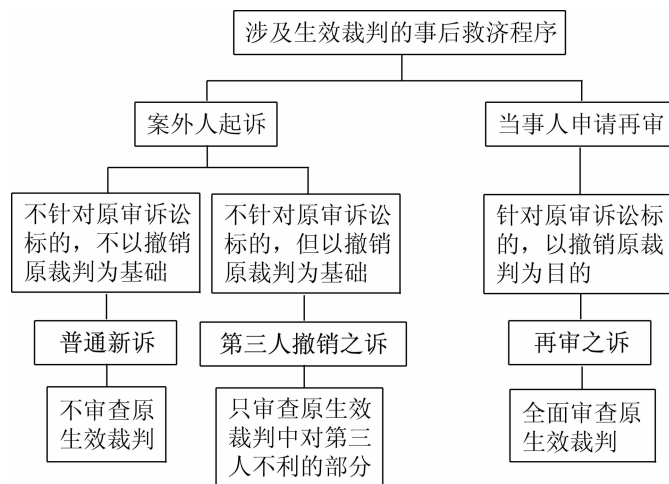 涉及生效裁判的事后救济程序
案外人起诉
当事人申请再审
不针对原审诉讼
标的，不以撤销
原裁判为基础
不针对原审诉讼
标的，但以撤销
原裁判为基础
针对原审诉讼标
的，以撤销原裁
判为目的
普通新诉
第三人撤销之诉
再审之诉
不审查原
生效裁判
只审查原生效
裁判中对第三
人不利的部分
全面审查原
生效裁判